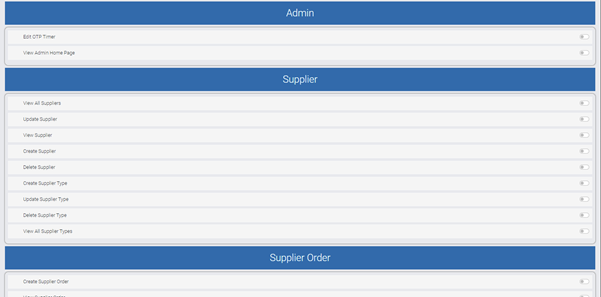 Admin
Edit OTP Timer
View Admin Home Page
Supplier
View All Suppliers
Update Supplier
View Supplier
Create Supplier
Delete Supplier
Create Supplier Type
Update Supplier Type
Delete Supplier Type
View All Supplier Types
Supplier Order
Create Supplier Order